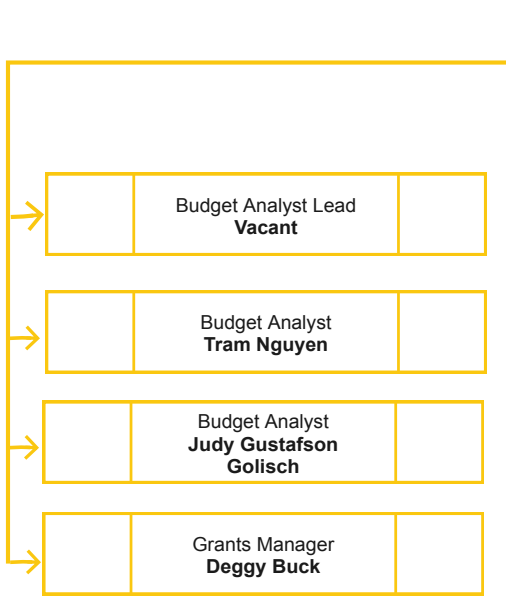 Budget Analyst Lead
Vacant
Budget Analyst
Tram Nguyen
Budget Analyst
Judy Gustafson
Golisch
Grants Manager
Deggy Buck